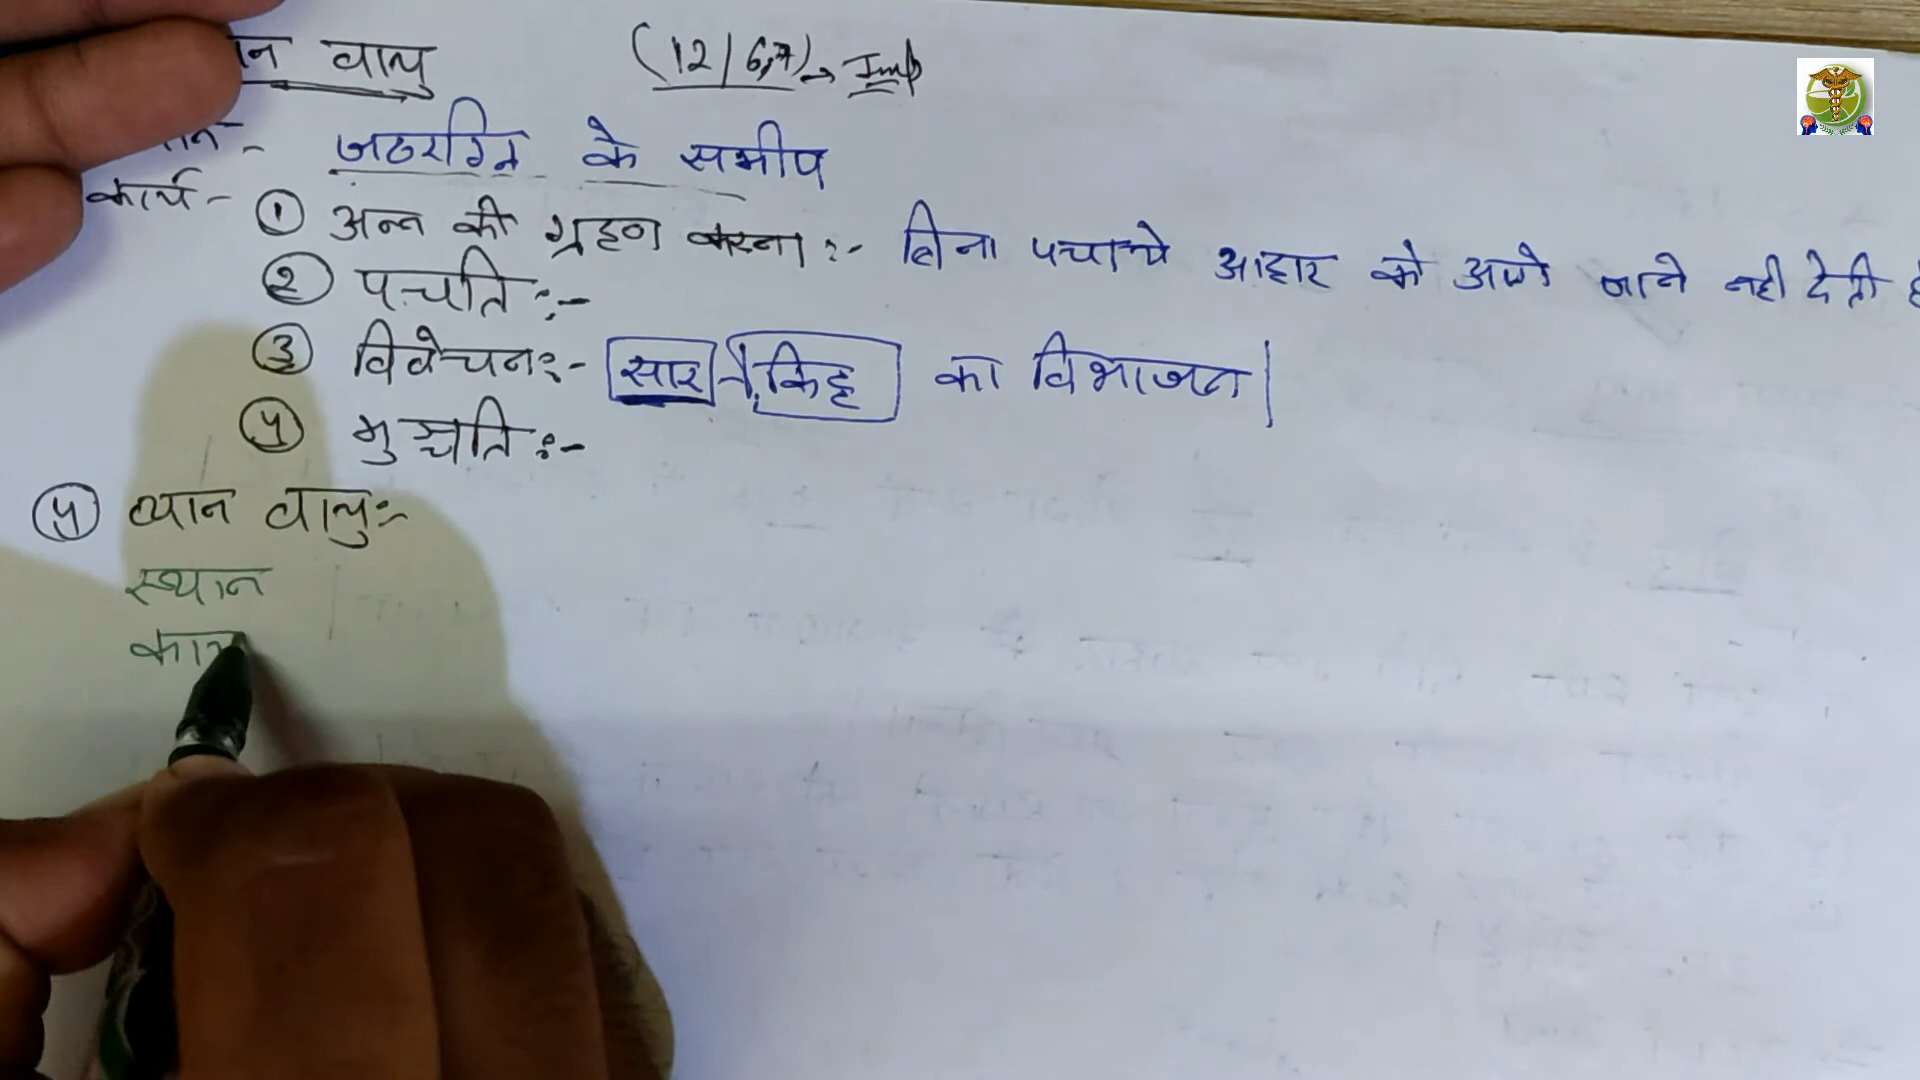 न वायु (12/6,7)→ Imp
जठराग्नि के समीप
कार्य- ① अन्न को ग्रहण करना :- बिना पचाये आहार को आगे जाने नही देती
② पचति :-
③ विवेचन :- सार + किट्ट का विभाजन |
④ मुञ्चति :-
⑤ व्यान वायु :-
स्थान
कार